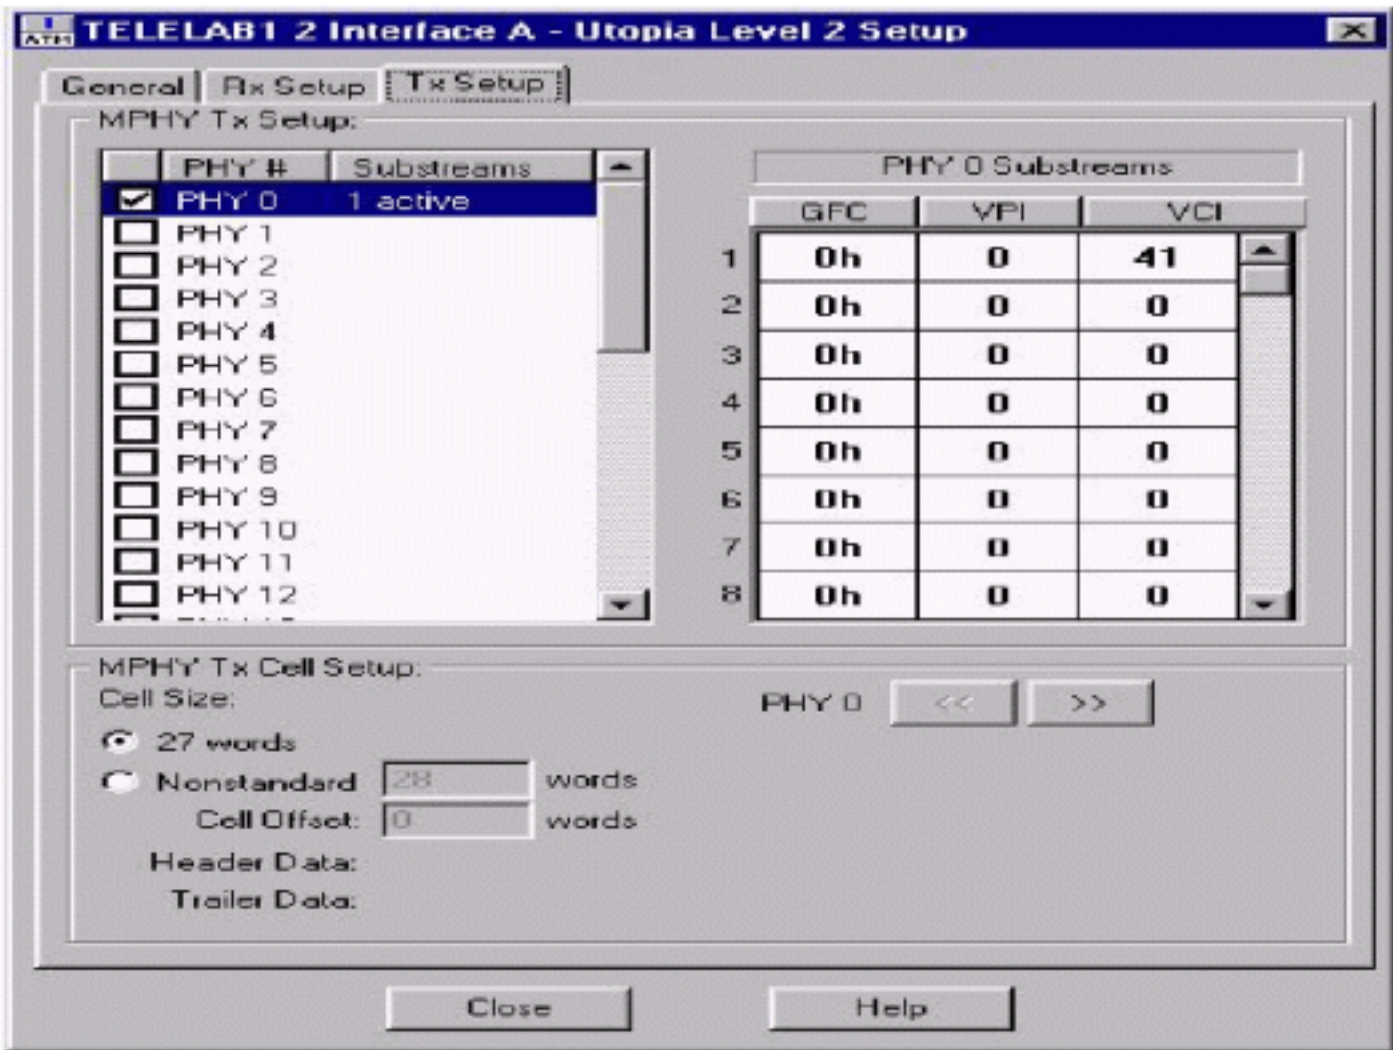 ATM TELELAB1 2 Interface A - Utopia Level 2 Setup
General Rx Setup Tx Setup
MPHY Tx Setup:
PHY # Substreams
PHY 0 1 active
PHY 1
PHY 2
PHY 3
PHY 4
PHY 5
PHY 6
PHY 7
PHY 8
PHY 9
PHY 10
PHY 11
PHY 12
PHY 0 Substreams
GFC VPI VCI
1 0h 0 41
2 0h 0 0
3 0h 0 0
4 0h 0 0
5 0h 0 0
6 0h 0 0
7 0h 0 0
8 0h 0 0
MPHY Tx Cell Setup:
Cell Size:
27 words
Nonstandard 28 words
Cell Offset: 0 words
Header Data:
Trailer Data:
PHY 0 << >>
Close Help